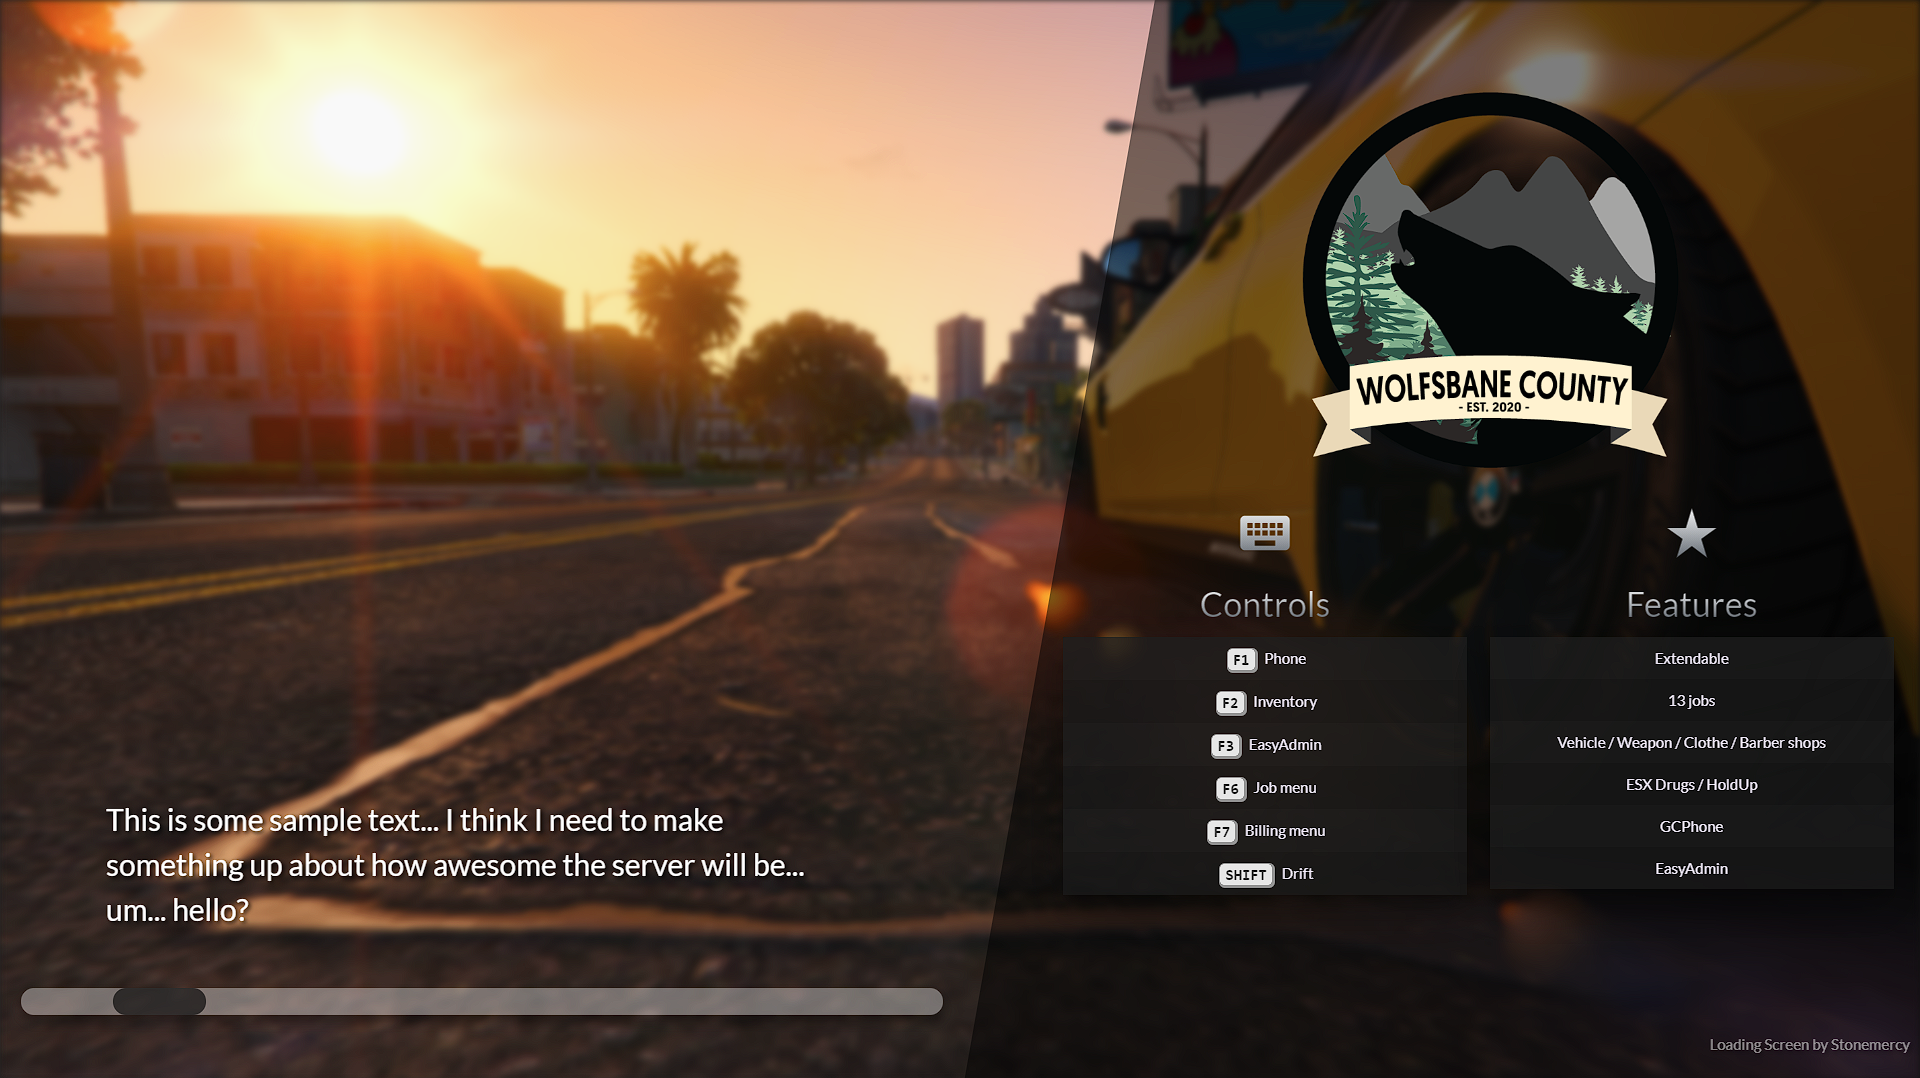 WOLFSBANE COUNTY
- EST. 2020 -
Controls
F1 Phone
F2 Inventory
F3 EasyAdmin
F6 Job menu
F7 Billing menu
SHIFT Drift
Features
Extendable
13 jobs
Vehicle / Weapon / Clothe / Barber shops
ESX Drugs / HoldUp
GCPhone
EasyAdmin
This is some sample text... I think I need to make
something up about how awesome the server will be...
um... hello?
Loading Screen by Stonemercy